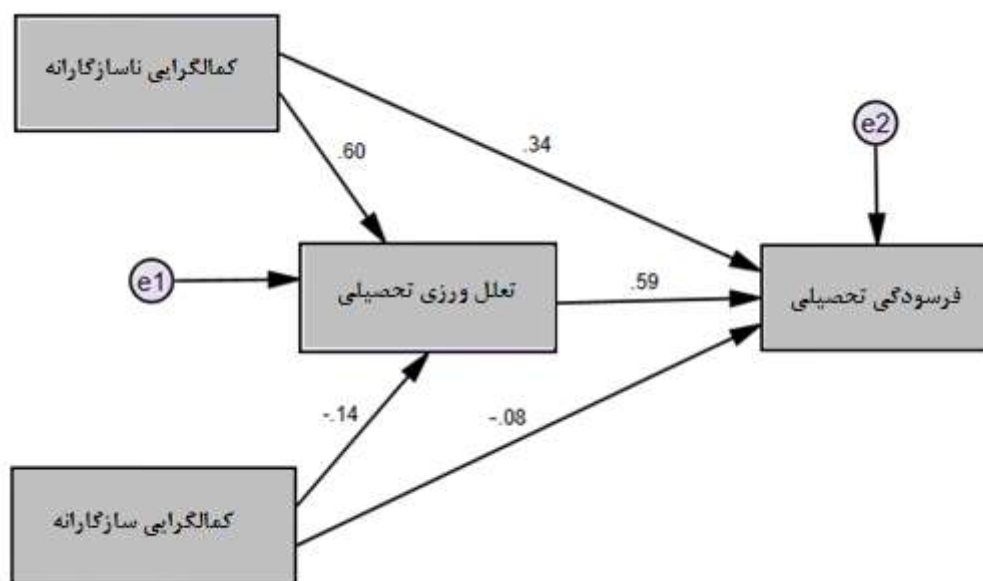 کمالگرایی ناسازگارانه
e2
.34
.60
تعلل ورزی تحصیلی
e1
.59
فرسودگی تحصیلی
-.14
-.08
کمالگرایی سازگارانه